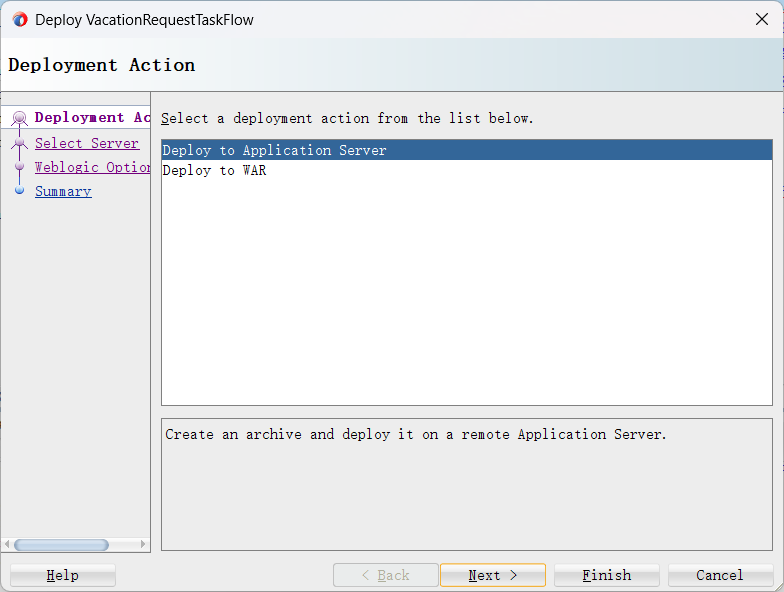 Deploy VacationRequestTaskFlow
Deployment Action
Deployment Ac
Select Server
Weblogic Option
Summary
Select a deployment action from the list below.
Deploy to Application Server
Deploy to WAR
Create an archive and deploy it on a remote Application Server.
Help
< Back
Next >
Finish
Cancel